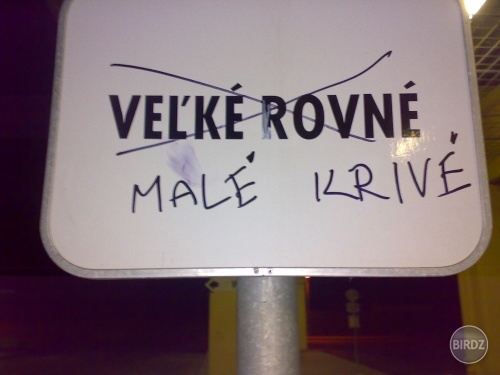 VEĽKÉ ROVNÉ
MALÉ KRIVÉ
BIRDZ